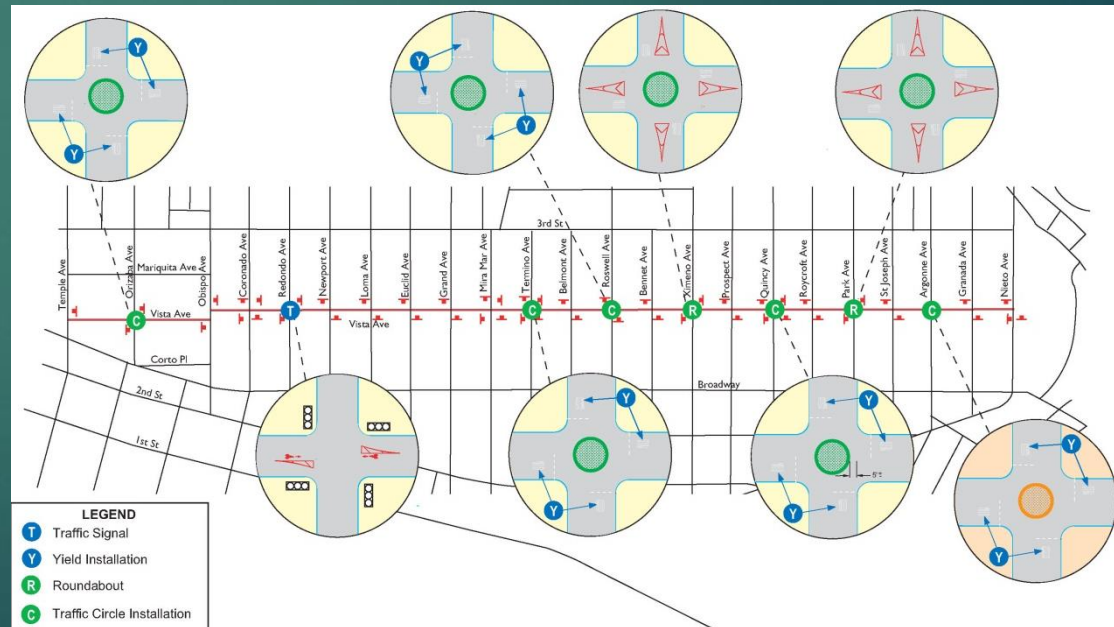 Y
Y
Y
Y
3rd St
Temple Ave
Orizaba Ave
Mariquita Ave
Obispo Ave
Coronado Ave
Redondo Ave
Newport Ave
Loma Ave
Euclid Ave
Grand Ave
Mira Mar Ave
Termino Ave
Belmont Ave
Roswell Ave
Bennet Ave
Ximeno Ave
Prospect Ave
Quincy Ave
Roycroft Ave
Park Ave
St Joseph Ave
Argonne Ave
Granada Ave
Nieto Ave
C
Vista Ave
T
Vista Ave
C
C
R
C
R
C
Corto Pl
Broadway
2nd St
1st St
Y
Y
Y
Y
Y
Y
LEGEND
T Traffic Signal
Y Yield Installation
R Roundabout
C Traffic Circle Installation